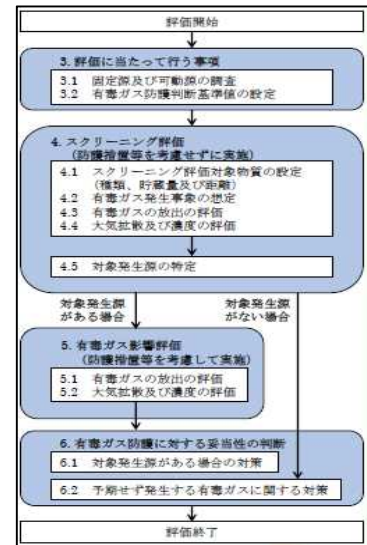 評価開始
3. 評価に当たって行う事項
3.1 固定源及び可動源の調査
3.2 有毒ガス防護判断基準値の設定
4. スクリーニング評価
(防護措置等を考慮せずに実施)
4.1 スクリーニング評価対象物質の設定
(種類、貯蔵量及び距離)
4.2 有毒ガス発生事象の想定
4.3 有毒ガスの放出の評価
4.4 大気拡散及び濃度の評価
4.5 対象発生源の特定
対象発生源
がある場合
対象発生源
がない場合
5. 有毒ガス影響評価
(防護措置等を考慮して実施)
5.1 有毒ガスの放出の評価
5.2 大気拡散及び濃度の評価
6. 有毒ガス防護に対する妥当性の判断
6.1 対象発生源がある場合の対策
6.2 予期せず発生する有毒ガスに関する対策
評価終了